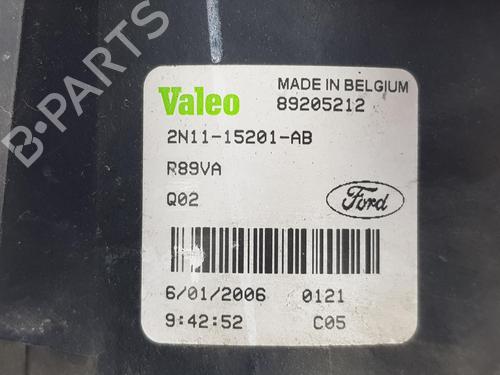 Valeo
MADE IN BELGIUM
89205212
2N11-15201-AB
R89VA
Q02
Ford
6/01/2006 0121
9:42:52 C05